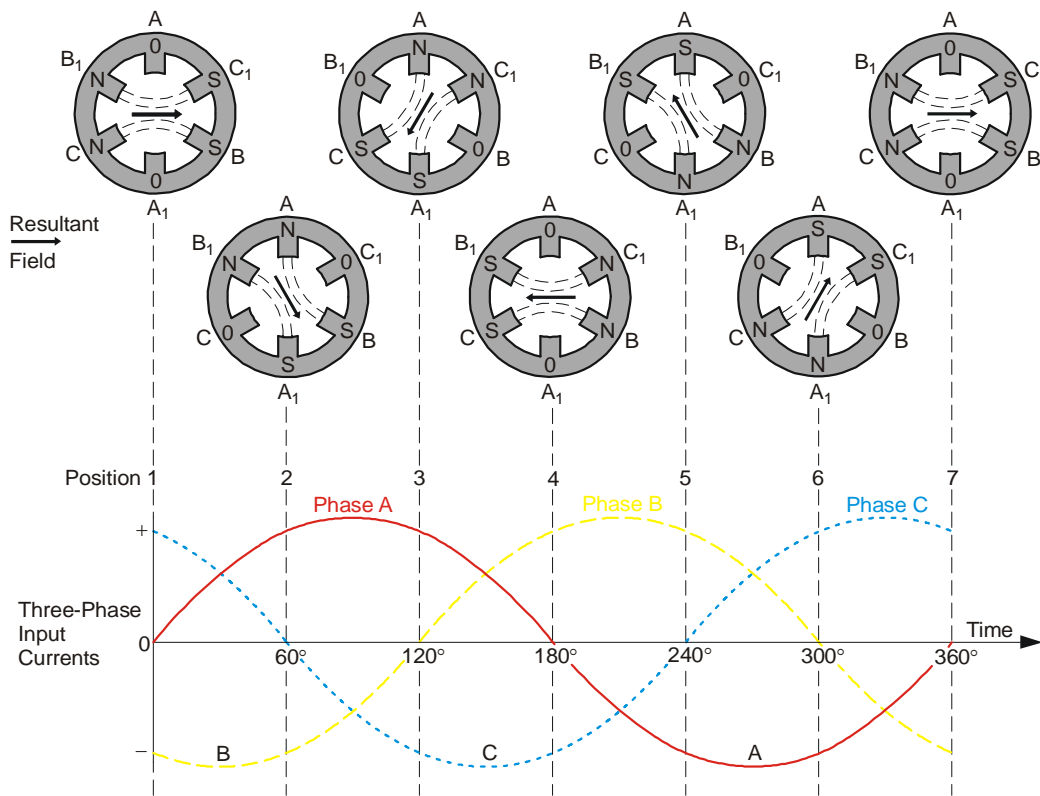 A A A A
B₁ N 0 S C₁
C N 0 S B
A₁
B₁ 0 N N C₁
C S S 0 B
A₁
B₁ S S 0 C₁
C 0 N N B
A₁
N 0 S C
C N 0 S B
A₁
Resultant
Field
A A A
B₁ N N 0 C₁
C 0 S S B
A₁
B₁ S 0 N C₁
C S 0 N B
A₁
B₁ 0 S S C₁
C N N 0 B
A₁
Position 1 2 3 4 5 6 7
Phase A Phase B Phase C
+
Three-Phase
Input
Currents
0 60° 120° 180° 240° 300° 360°
Time
–
B C A